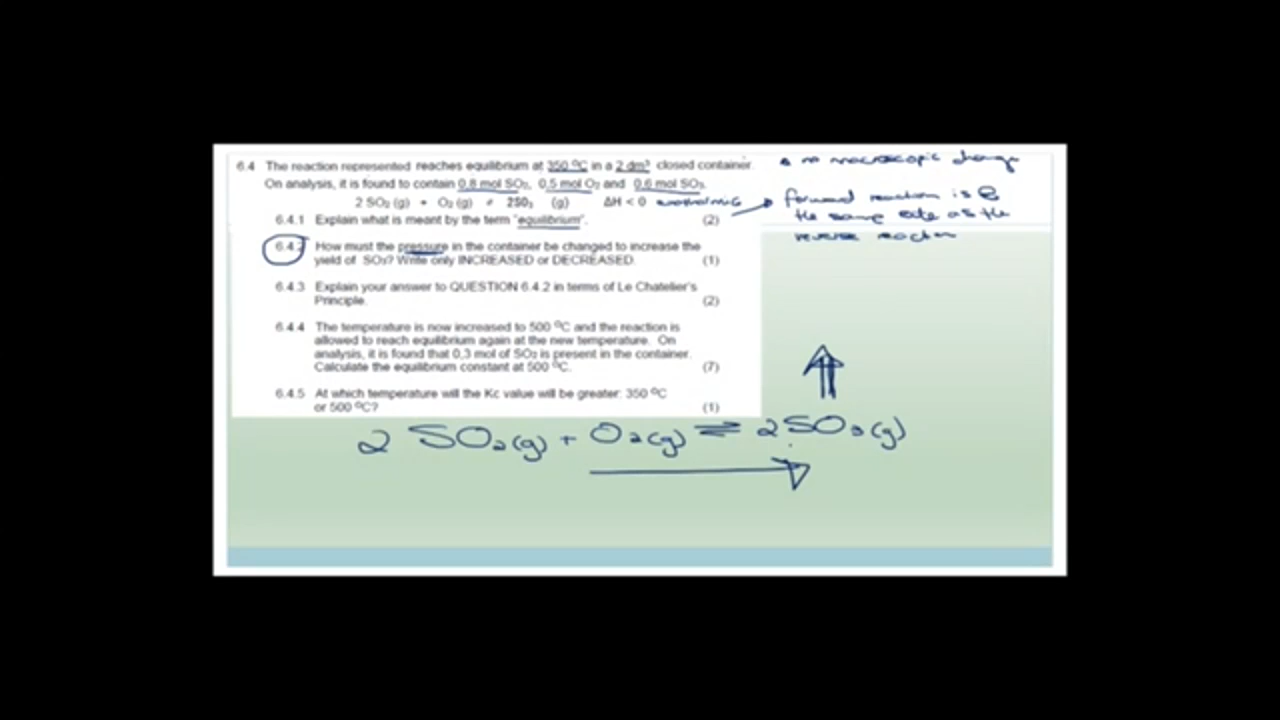 6.4 The reaction represented reaches equilibrium at 350 ⁰C in a 2 dm³ closed container.
On analysis, it is found to contain 0,8 mol SO₂, 0,5 mol O₂ and 0,6 mol SO₃.
2 SO₂ (g) + O₂ (g) ⇌ 2SO₃ (g) ΔH < 0 exothermic
6.4.1 Explain what is meant by the term "equilibrium". (2)
• no macroscopic change
forward reaction is @
the same rate as the
reverse reaction
6.4.2 How must the pressure in the container be changed to increase the
yield of SO₃? Write only INCREASED or DECREASED. (1)
6.4.3 Explain your answer to QUESTION 6.4.2 in terms of Le Chatelier's
Principle. (2)
6.4.4 The temperature is now increased to 500 ⁰C and the reaction is
allowed to reach equilibrium again at the new temperature. On
analysis, it is found that 0,3 mol of SO₃ is present in the container.
Calculate the equilibrium constant at 500 ⁰C. (7)
6.4.5 At which temperature will the Kc value will be greater: 350 ⁰C
or 500 ⁰C? (1)
2 SO₂(g) + O₂(g) ⇌ 2SO₃(g)